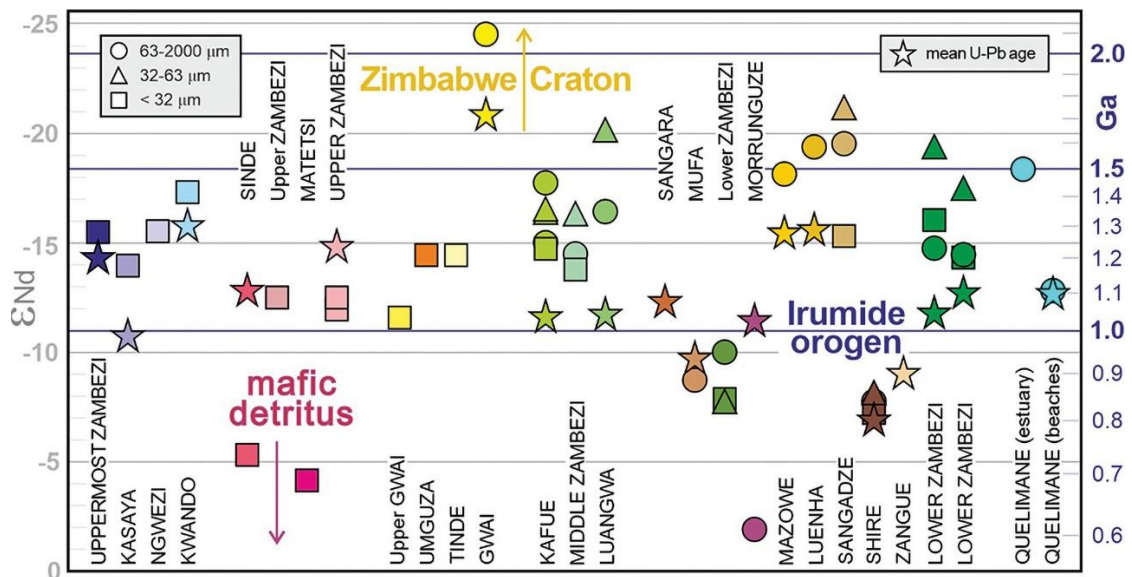 -25
-20
-15
-10
-5
0
εNd
63-2000 μm
32-63 μm
< 32 μm
mean U-Pb age
Zimbabwe Craton
mafic
detritus
Irumide
orogen
SINDE
Upper ZAMBEZI
MATETSI
UPPER ZAMBEZI
SANGARA
MUFA
Lower ZAMBEZI
MORRUNGUZE
UPPERMOST ZAMBEZI
KASAYA
NGWEZI
KWANDO
Upper GWAI
UMGUZA
TINDE
GWAI
KAFUE
MIDDLE ZAMBEZI
LUANGWA
MAZOWE
LUENHA
SANGADZE
SHIRE
ZANGUE
LOWER ZAMBEZI
LOWER ZAMBEZI
QUELIMANE (estuary)
QUELIMANE (beaches)
2.0
Ga
1.5
1.4
1.3
1.2
1.1
1.0
0.9
0.8
0.7
0.6